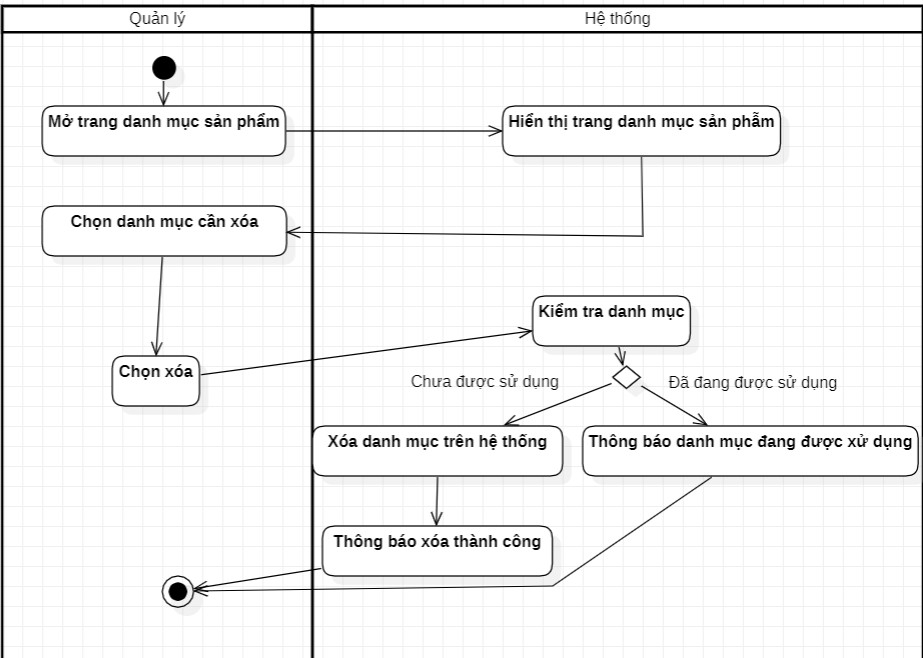 Quản lý
Hệ thống
Mở trang danh mục sản phẩm
Hiển thị trang danh mục sản phẫm
Chọn danh mục cần xóa
Kiểm tra danh mục
Chọn xóa
Chưa được sử dụng
Đã đang được sử dụng
Xóa danh mục trên hệ thống
Thông báo danh mục đang được xử dụng
Thông báo xóa thành công